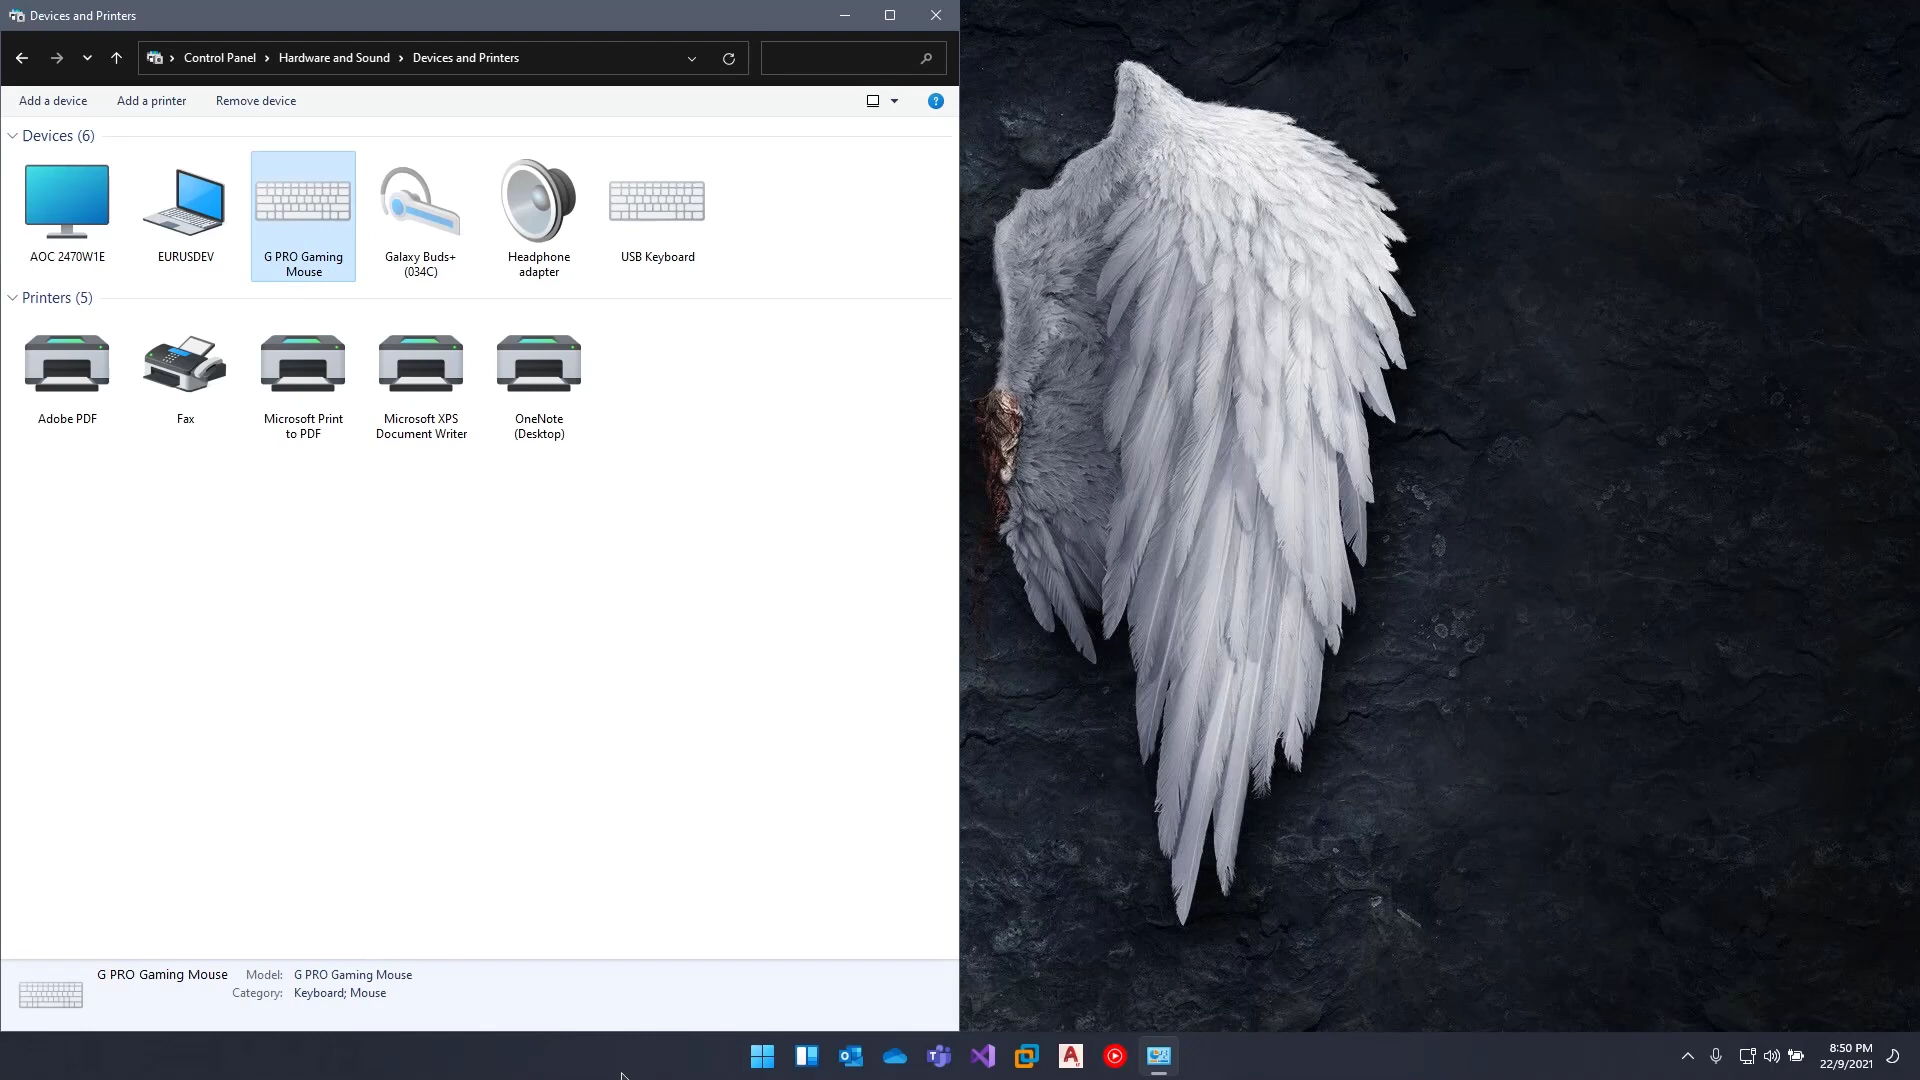 Devices and Printers
Control Panel > Hardware and Sound > Devices and Printers
Add a device Add a printer Remove device
Devices (6)
AOC 2470W1E
EURUSDEV
G PRO Gaming
Mouse
Galaxy Buds+
(034C)
Headphone
adapter
USB Keyboard
Printers (5)
Adobe PDF
Fax
Microsoft Print
to PDF
Microsoft XPS
Document Writer
OneNote
(Desktop)
G PRO Gaming Mouse Model: G PRO Gaming Mouse
Category: Keyboard; Mouse
8:50 PM
22/9/2021